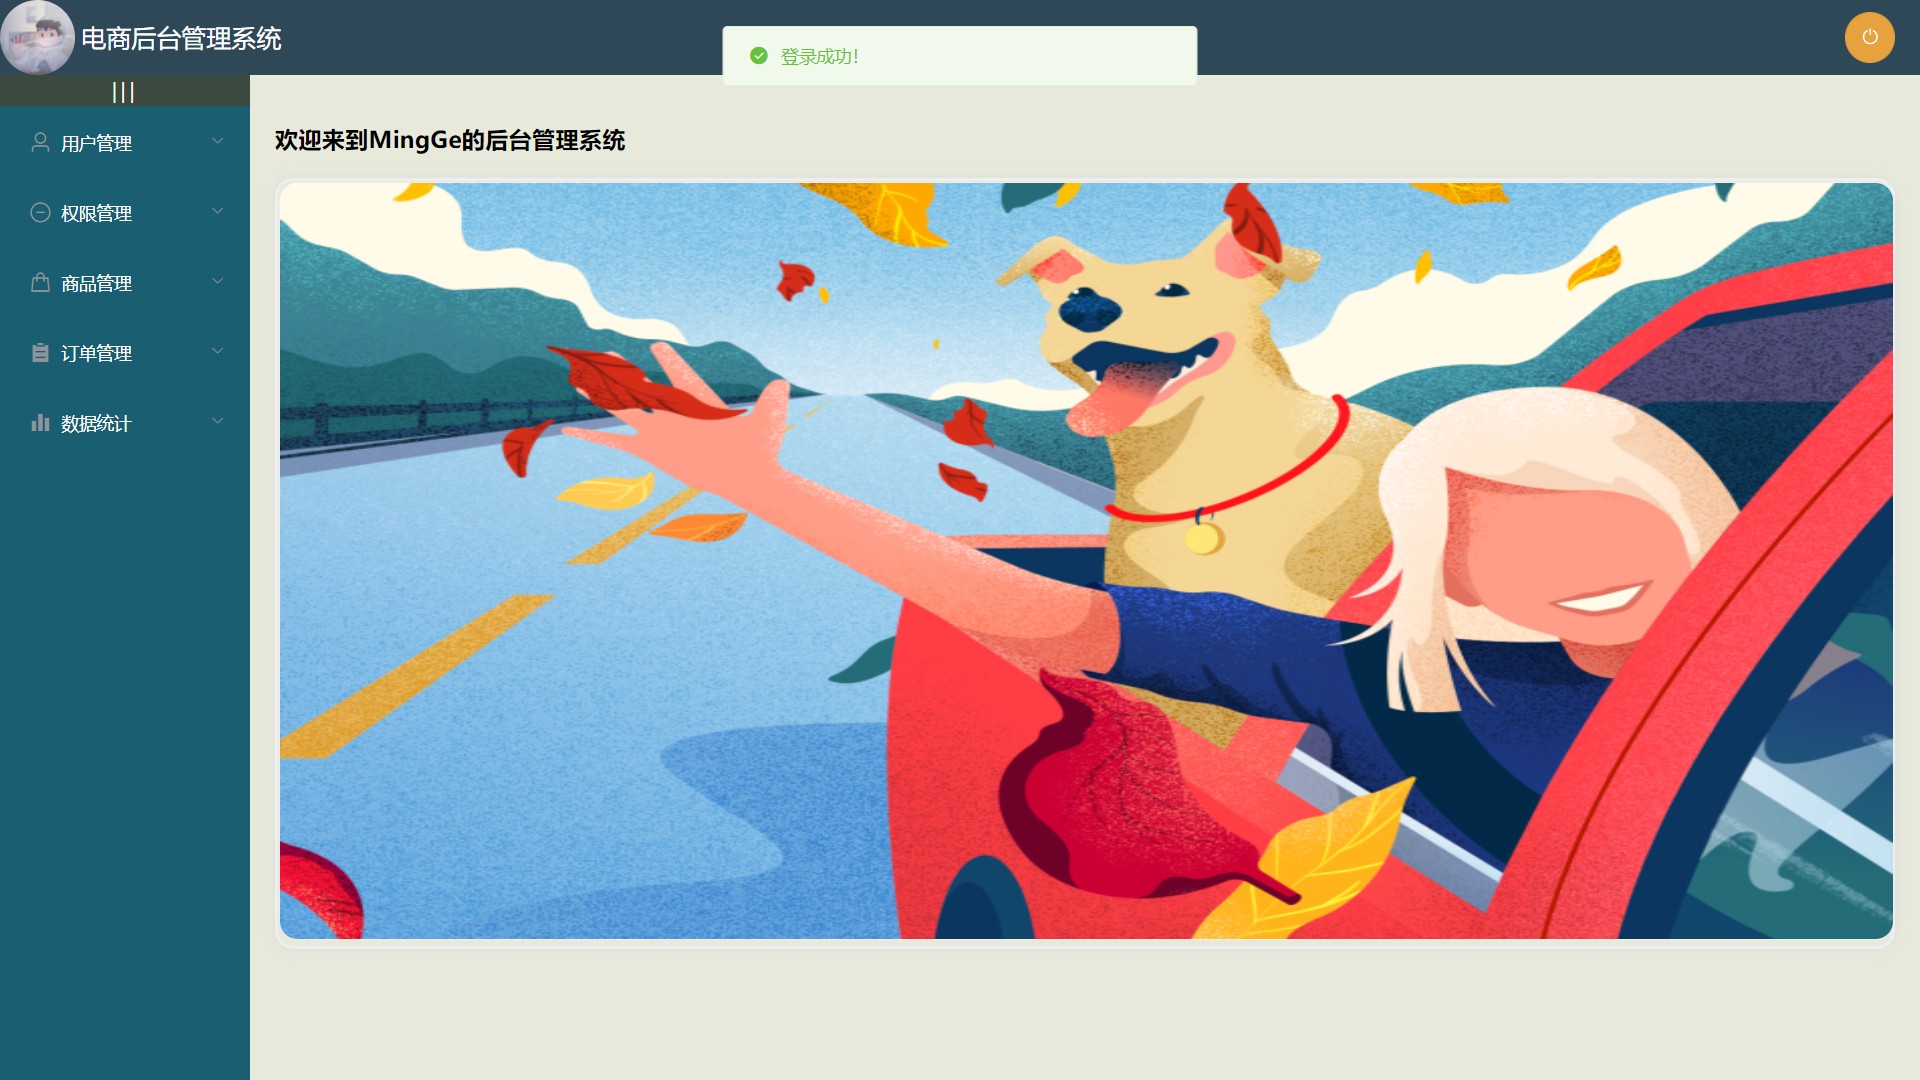 电商后台管理系统
登录成功！
|||
用户管理
权限管理
商品管理
订单管理
数据统计
欢迎来到MingGe的后台管理系统